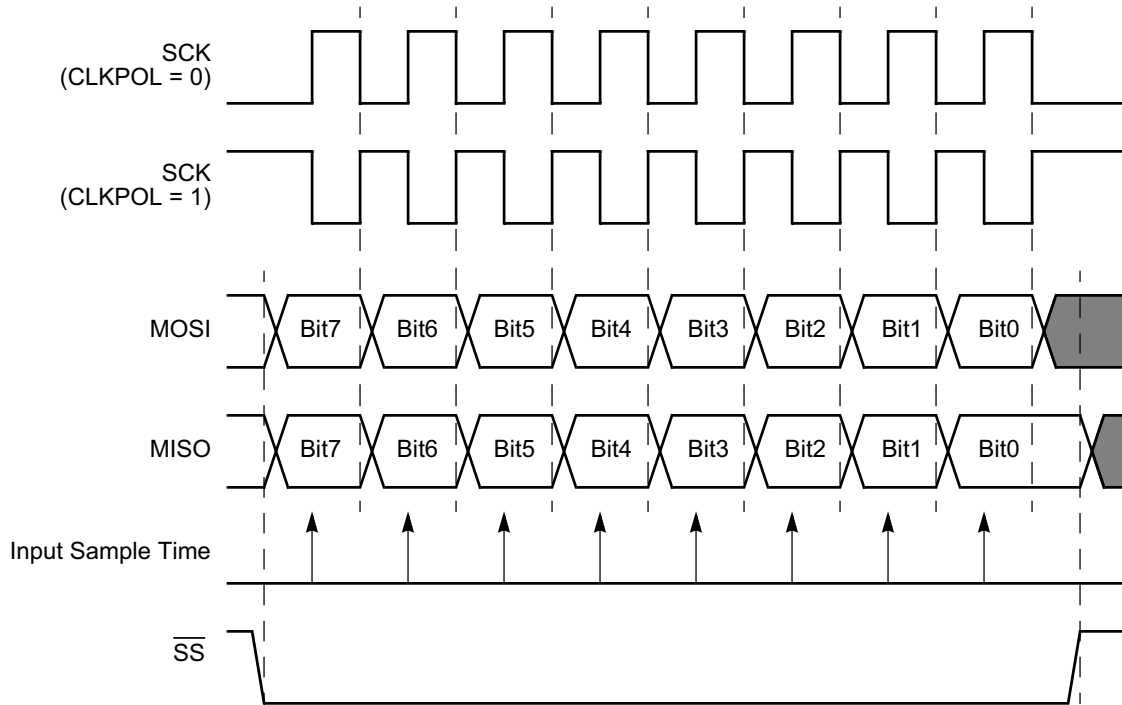 SCK
(CLKPOL = 0)
SCK
(CLKPOL = 1)
MOSI
Bit7 Bit6 Bit5 Bit4 Bit3 Bit2 Bit1 Bit0
MISO
Bit7 Bit6 Bit5 Bit4 Bit3 Bit2 Bit1 Bit0
Input Sample Time
SS